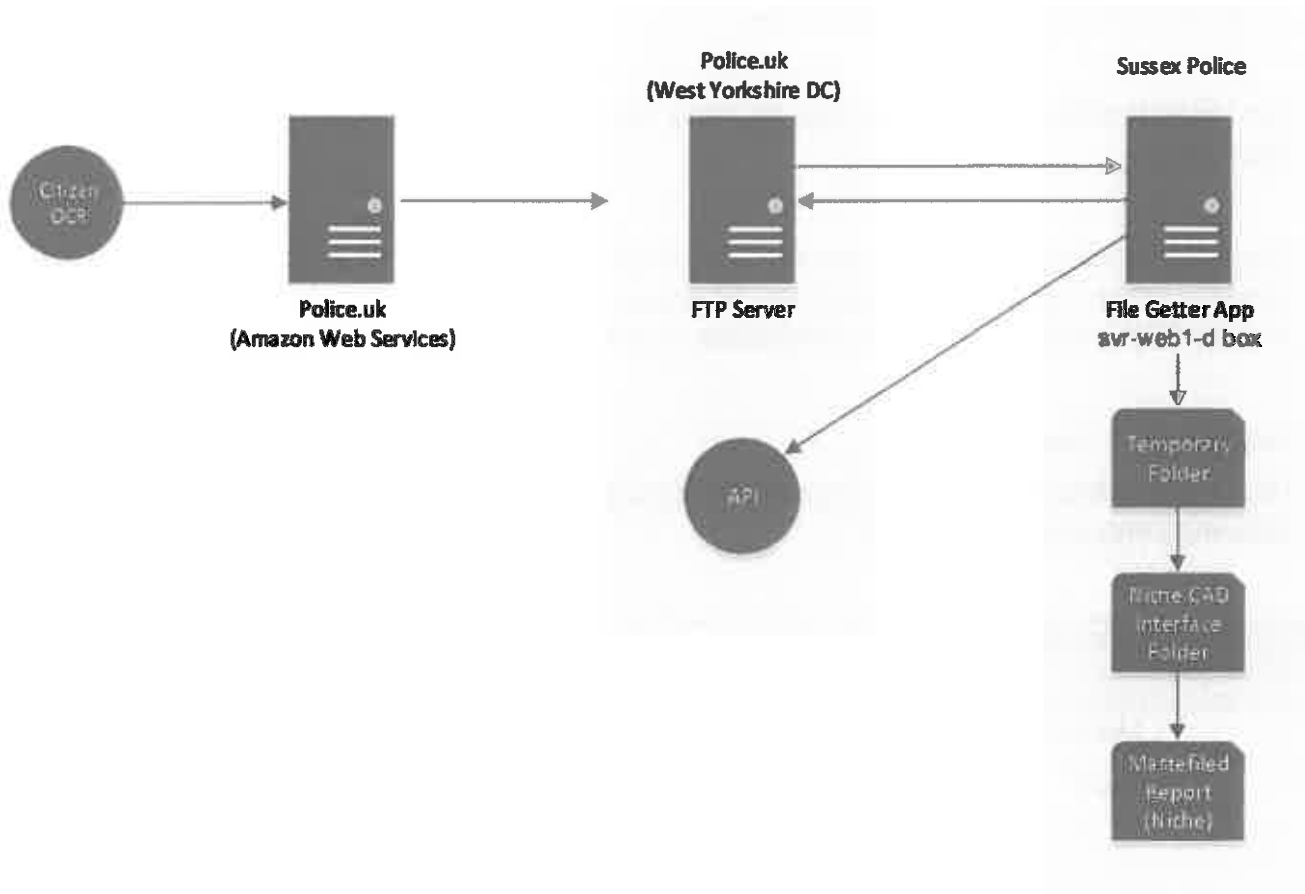 Police.uk
(West Yorkshire DC)
Sussex Police
Citizen
OCR
Police.uk
(Amazon Web Services)
FTP Server
File Getter App
svr-web1-d box
API
Temporary
Folder
Niche CAD
Interface
Folder
Mastefiled
Report
(Niche)